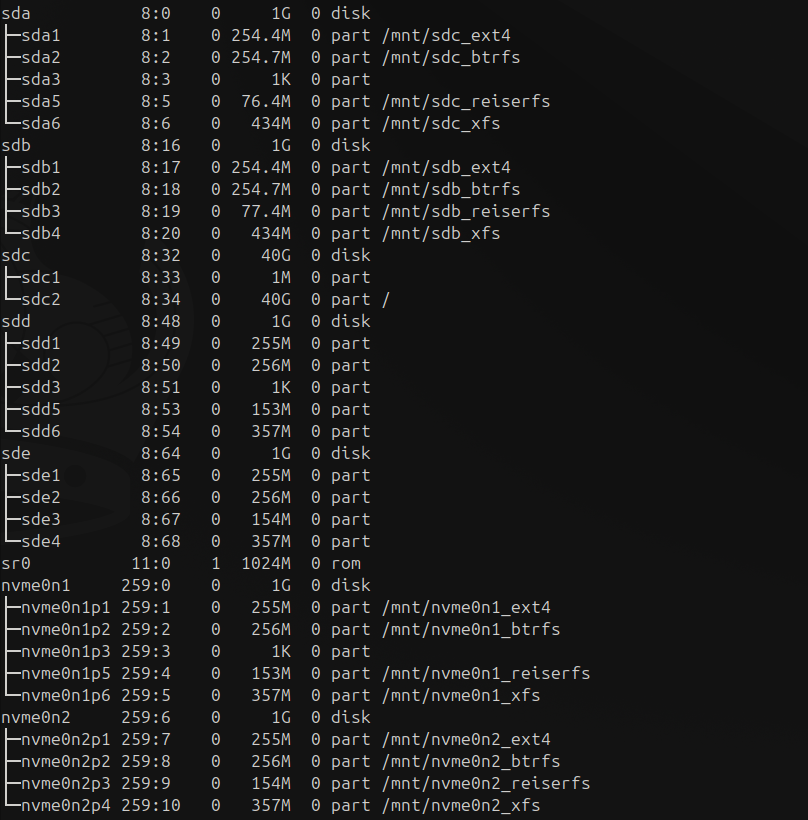 sda           8:0    0     1G  0 disk
├─sda1        8:1    0 254.4M  0 part /mnt/sdc_ext4
├─sda2        8:2    0 254.7M  0 part /mnt/sdc_btrfs
├─sda3        8:3    0     1K  0 part
├─sda5        8:5    0  76.4M  0 part /mnt/sdc_reiserfs
└─sda6        8:6    0   434M  0 part /mnt/sdc_xfs
sdb           8:16   0     1G  0 disk
├─sdb1        8:17   0 254.4M  0 part /mnt/sdb_ext4
├─sdb2        8:18   0 254.7M  0 part /mnt/sdb_btrfs
├─sdb3        8:19   0  77.4M  0 part /mnt/sdb_reiserfs
└─sdb4        8:20   0   434M  0 part /mnt/sdb_xfs
sdc           8:32   0    40G  0 disk
├─sdc1        8:33   0     1M  0 part
└─sdc2        8:34   0    40G  0 part /
sdd           8:48   0     1G  0 disk
├─sdd1        8:49   0   255M  0 part
├─sdd2        8:50   0   256M  0 part
├─sdd3        8:51   0     1K  0 part
├─sdd5        8:53   0   153M  0 part
└─sdd6        8:54   0   357M  0 part
sde           8:64   0     1G  0 disk
├─sde1        8:65   0   255M  0 part
├─sde2        8:66   0   256M  0 part
├─sde3        8:67   0   154M  0 part
└─sde4        8:68   0   357M  0 part
sr0          11:0    1  1024M  0 rom
nvme0n1     259:0    0     1G  0 disk
├─nvme0n1p1 259:1    0   255M  0 part /mnt/nvme0n1_ext4
├─nvme0n1p2 259:2    0   256M  0 part /mnt/nvme0n1_btrfs
├─nvme0n1p3 259:3    0     1K  0 part
├─nvme0n1p5 259:4    0   153M  0 part /mnt/nvme0n1_reiserfs
└─nvme0n1p6 259:5    0   357M  0 part /mnt/nvme0n1_xfs
nvme0n2     259:6    0     1G  0 disk
├─nvme0n2p1 259:7    0   255M  0 part /mnt/nvme0n2_ext4
├─nvme0n2p2 259:8    0   256M  0 part /mnt/nvme0n2_btrfs
├─nvme0n2p3 259:9    0   154M  0 part /mnt/nvme0n2_reiserfs
└─nvme0n2p4 259:10   0   357M  0 part /mnt/nvme0n2_xfs